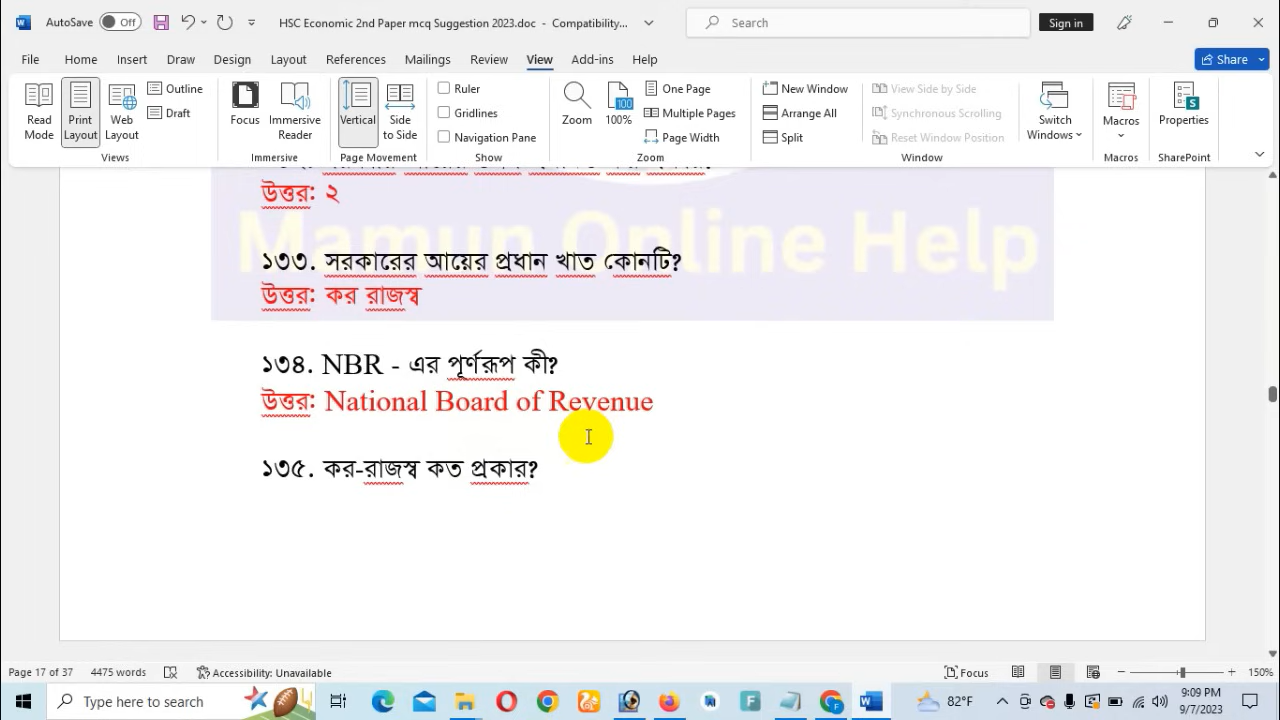 AutoSave Off HSC Economic 2nd Paper mcq Suggestion 2023.doc - Compatibility... Search Sign in
File Home Insert Draw Design Layout References Mailings Review View Add-ins Help Share
Read Mode
Print Layout
Web Layout
Outline
Draft
Views
Focus
Immersive Reader
Immersive
Vertical
Side to Side
Page Movement
Ruler
Gridlines
Navigation Pane
Show
Zoom
100%
One Page
Multiple Pages
Page Width
Zoom
New Window
Arrange All
Split
View Side by Side
Synchronous Scrolling
Reset Window Position
Switch Windows
Window
Macros
Macros
Properties
SharePoint
উত্তর: ২
Mamun Online Help
১৩৩. সরকারের আয়ের প্রধান খাত কোনটি?
উত্তর: কর রাজস্ব
১৩৪. NBR - এর পূর্ণরূপ কী?
উত্তর: National Board of Revenue
১৩৫. কর-রাজস্ব কত প্রকার?
Page 17 of 37 4475 words Accessibility: Unavailable Focus 150%
Type here to search 82°F 9:09 PM
9/7/2023